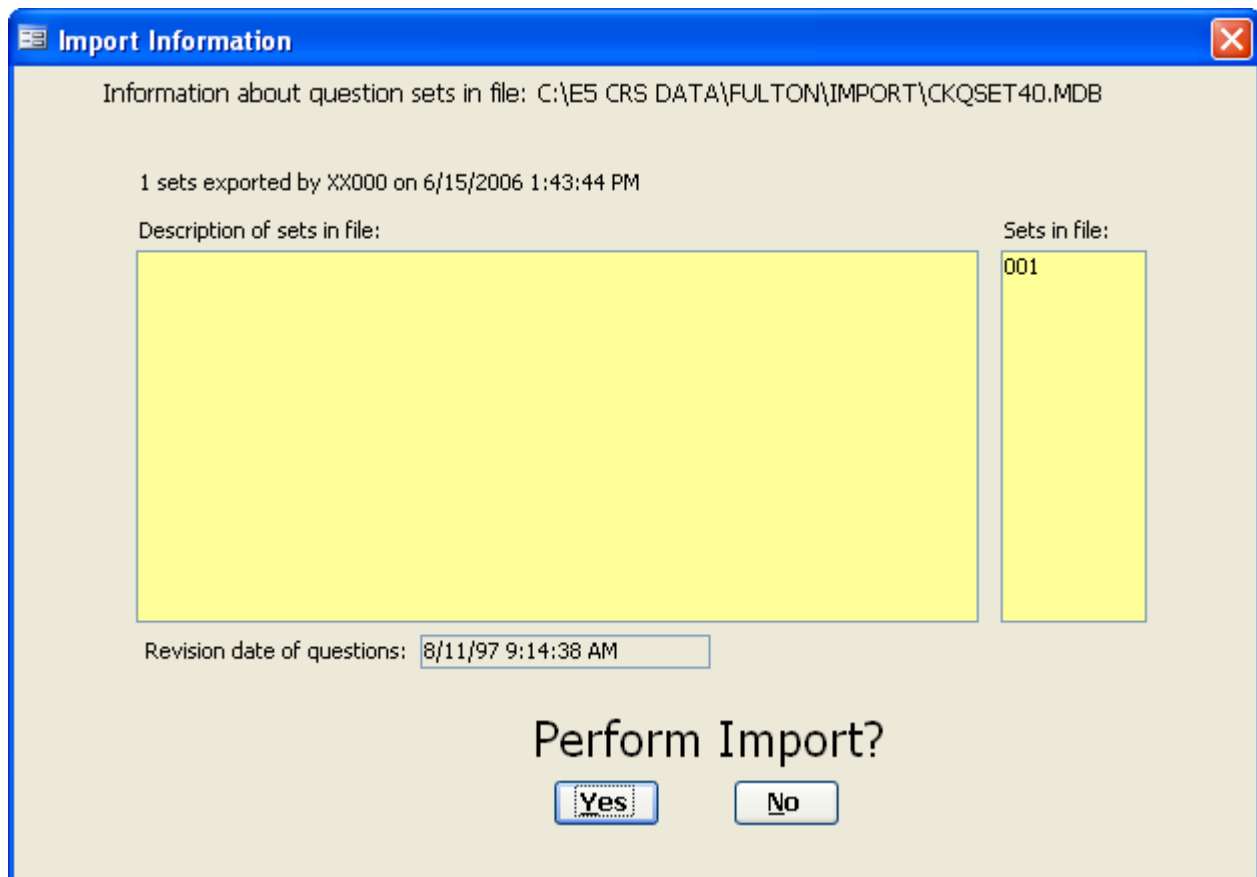 Import Information
Information about question sets in file: C:\E5 CRS DATA\FULTON\IMPORT\CKQSET40.MDB
1 sets exported by XX000 on 6/15/2006 1:43:44 PM
Description of sets in file:
Sets in file:
001
Revision date of questions: 8/11/97 9:14:38 AM
Perform Import?
Yes
No